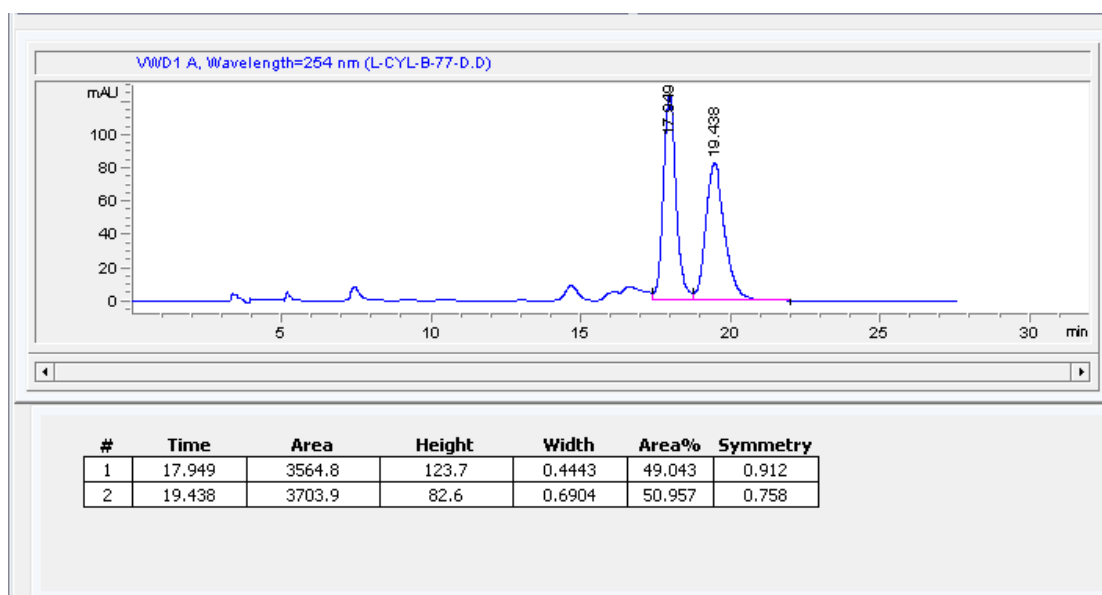 VWD1 A, Wavelength=254 nm (L-CYL-B-77-D.D)
mAU
17.949
19.438
100
80
60
40
20
0
5 10 15 20 25 30 min
# Time Area Height Width Area% Symmetry
1 17.949 3564.8 123.7 0.4443 49.043 0.912
2 19.438 3703.9 82.6 0.6904 50.957 0.758